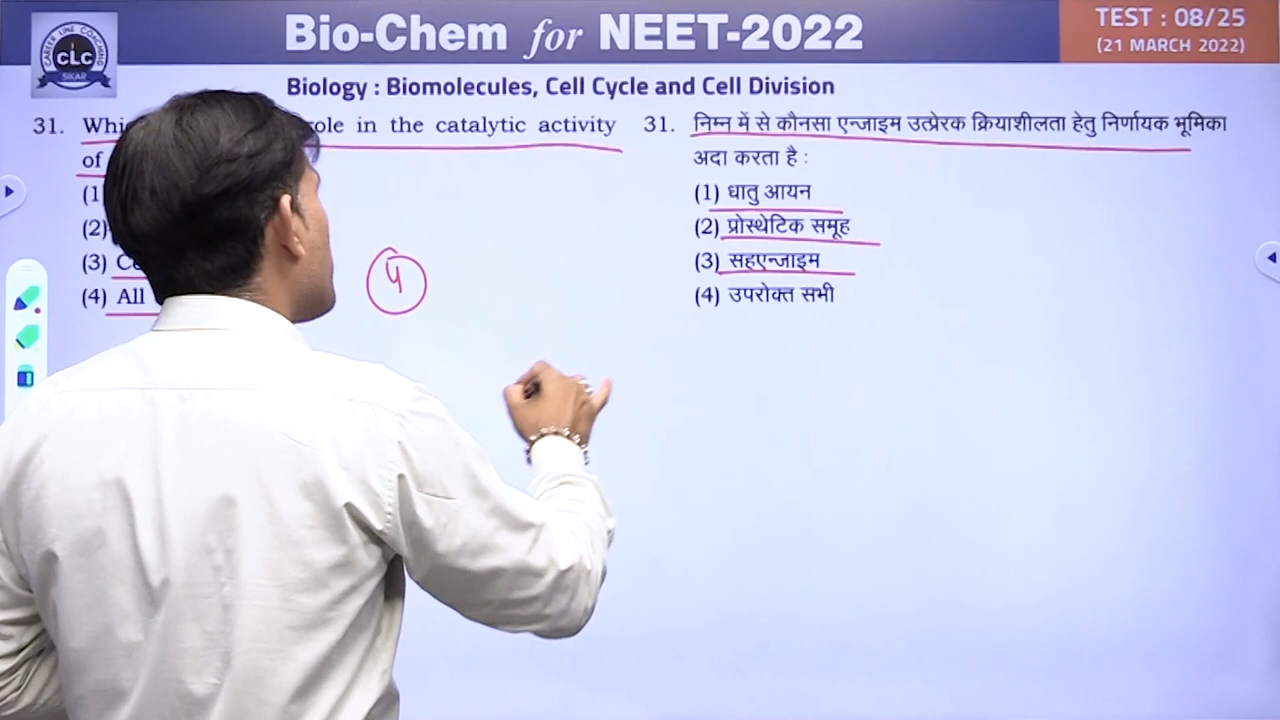 Bio-Chem for NEET-2022
TEST : 08/25
(21 MARCH 2022)
CAREER LINE COACHING
CLC
SIKAR
Biology : Biomolecules, Cell Cycle and Cell Division
31. role in the catalytic activity
of
(1)
(2)
(3)
(4) All
4
31. निम्न में से कौनसा एन्जाइम उत्प्रेरक क्रियाशीलता हेतु निर्णायक भूमिका
अदा करता है :
(1) धातु आयन
(2) प्रोस्थेटिक समूह
(3) सहएन्जाइम
(4) उपरोक्त सभी